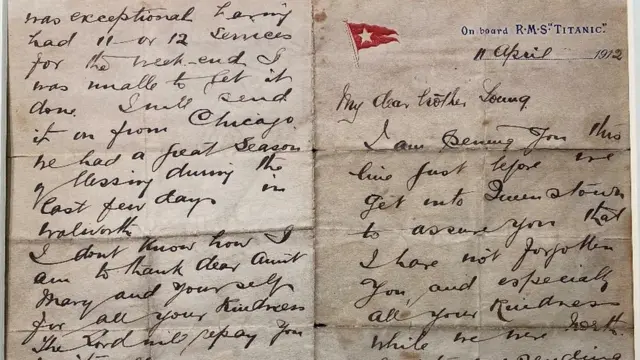 was exceptional having
had 11 or 12 services
for the week-end I
was unable to get it
done. I will send
it on from Chicago
we had a great season
of blessing during the
last few days in
Walworth.
I dont know how I
am to thank dear Aunt
Mary and yourself
for all your kindness
The Lord will repay you
On board R.M.S "TITANIC".
11 April 1912
My dear brother Young
I am penning you this
line just before we
get into Queenstown
to assure you that
I have not forgotten
you, and especially
all your kindness
while we were North